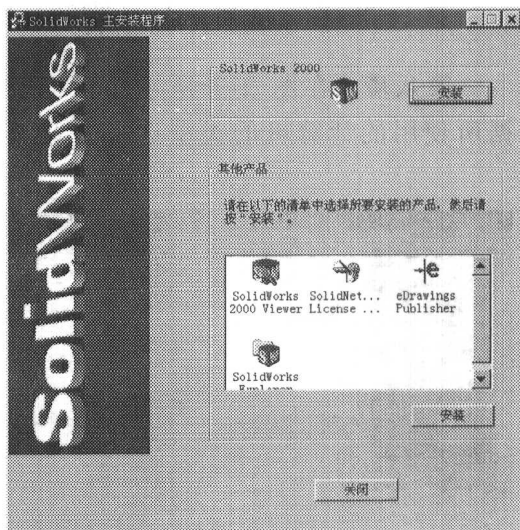 SolidWorks 主安装程序
SolidWorks
SolidWorks 2000
安装
其他产品
请在以下的清单中选择所要安装的产品，然后请
按“安装”。
SolidWorks
2000 Viewer
SolidNet...
License ...
eDrawings
Publisher
SolidWorks
Explorer
安装
关闭